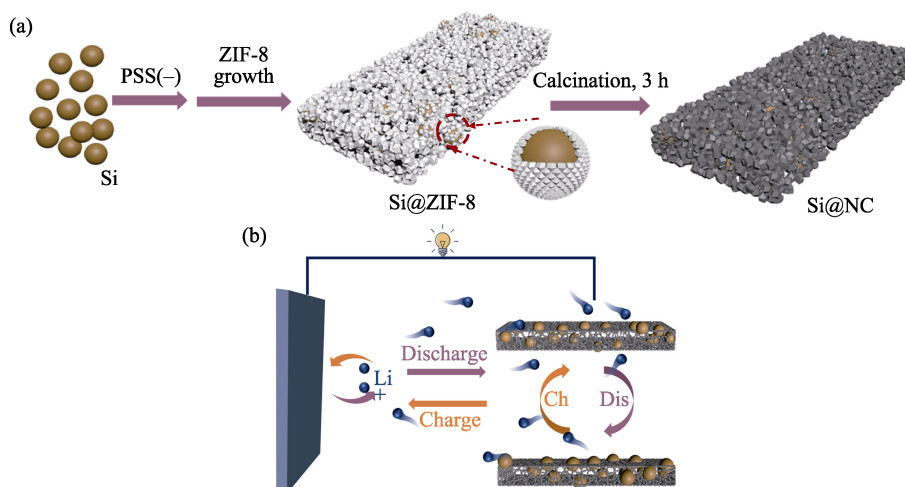 (a)
PSS(−)
ZIF-8
growth
Calcination, 3 h
Si
Si@ZIF-8
Si@NC
(b)
Discharge
Li
+
Charge
Ch
Dis